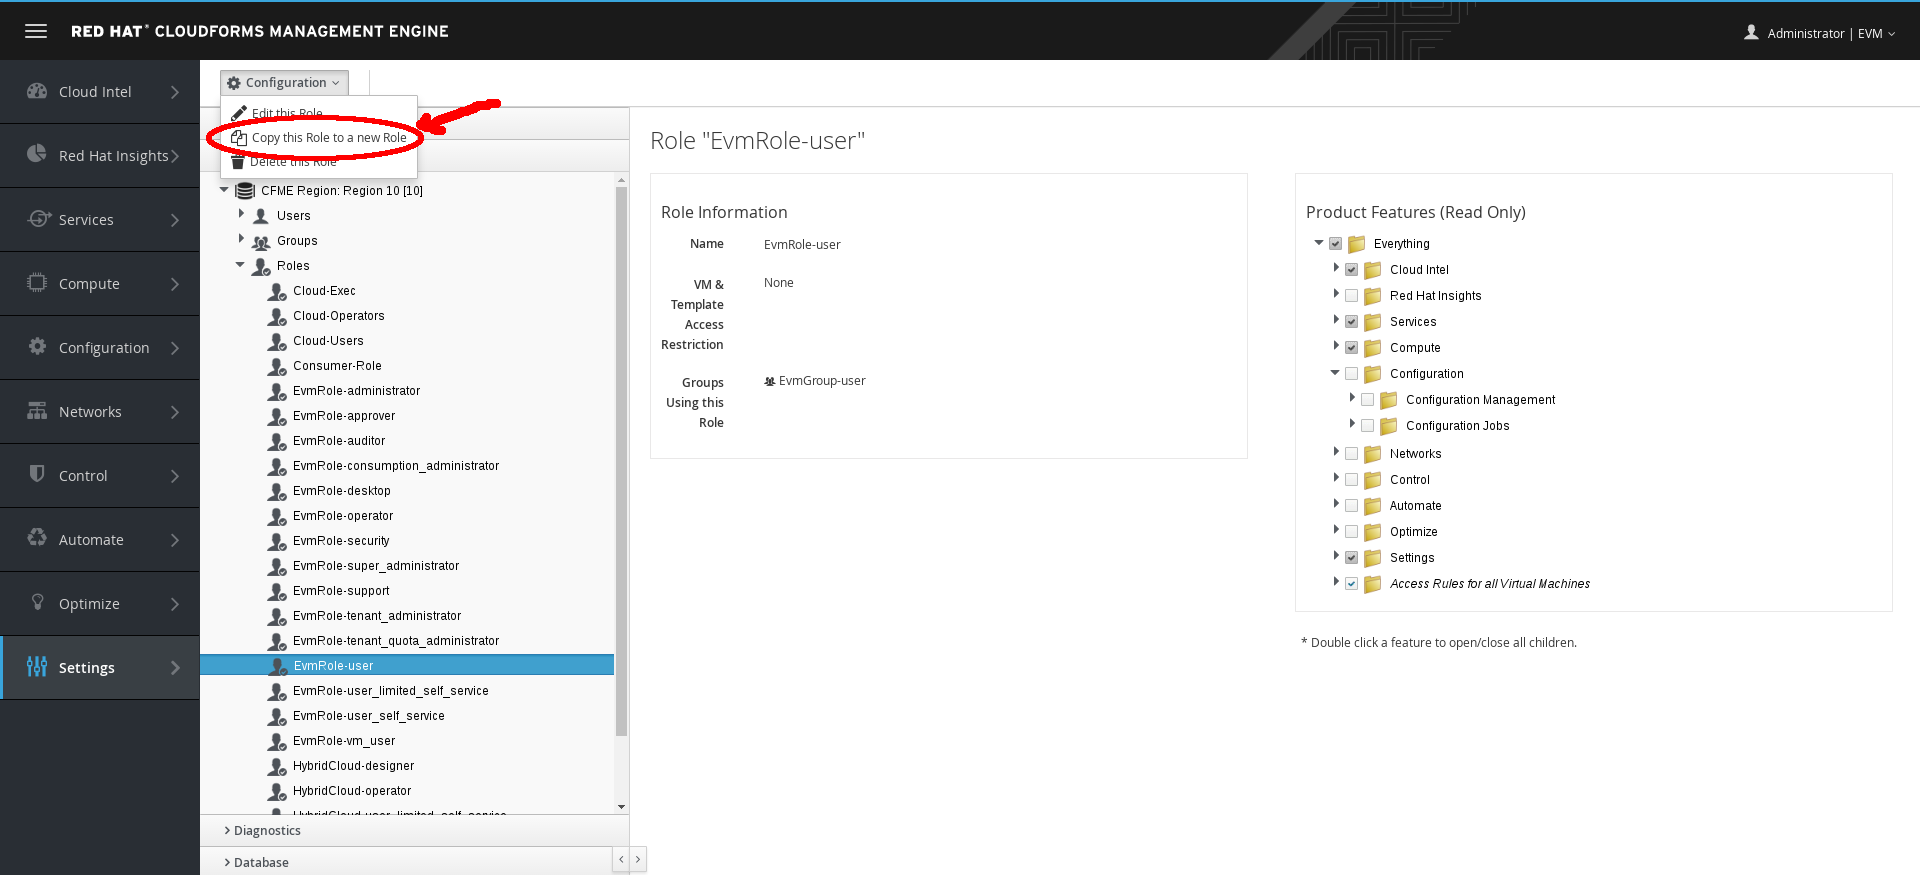 RED HAT® CLOUDFORMS MANAGEMENT ENGINE
Administrator | EVM
Cloud Intel
Red Hat Insights
Services
Compute
Configuration
Networks
Control
Automate
Optimize
Settings
Configuration
Edit this Role
Copy this Role to a new Role
Delete this Role
CFME Region: Region 10 [10]
Users
Groups
Roles
Cloud-Exec
Cloud-Operators
Cloud-Users
Consumer-Role
EvmRole-administrator
EvmRole-approver
EvmRole-auditor
EvmRole-consumption_administrator
EvmRole-desktop
EvmRole-operator
EvmRole-security
EvmRole-super_administrator
EvmRole-support
EvmRole-tenant_administrator
EvmRole-tenant_quota_administrator
EvmRole-user
EvmRole-user_limited_self_service
EvmRole-user_self_service
EvmRole-vm_user
HybridCloud-designer
HybridCloud-operator
HybridCloud-user_limited_self_service
Diagnostics
Database
Role "EvmRole-user"
Role Information
Name EvmRole-user
VM & None
Template
Access
Restriction
Groups EvmGroup-user
Using this
Role
Product Features (Read Only)
Everything
Cloud Intel
Red Hat Insights
Services
Compute
Configuration
Configuration Management
Configuration Jobs
Networks
Control
Automate
Optimize
Settings
Access Rules for all Virtual Machines
* Double click a feature to open/close all children.